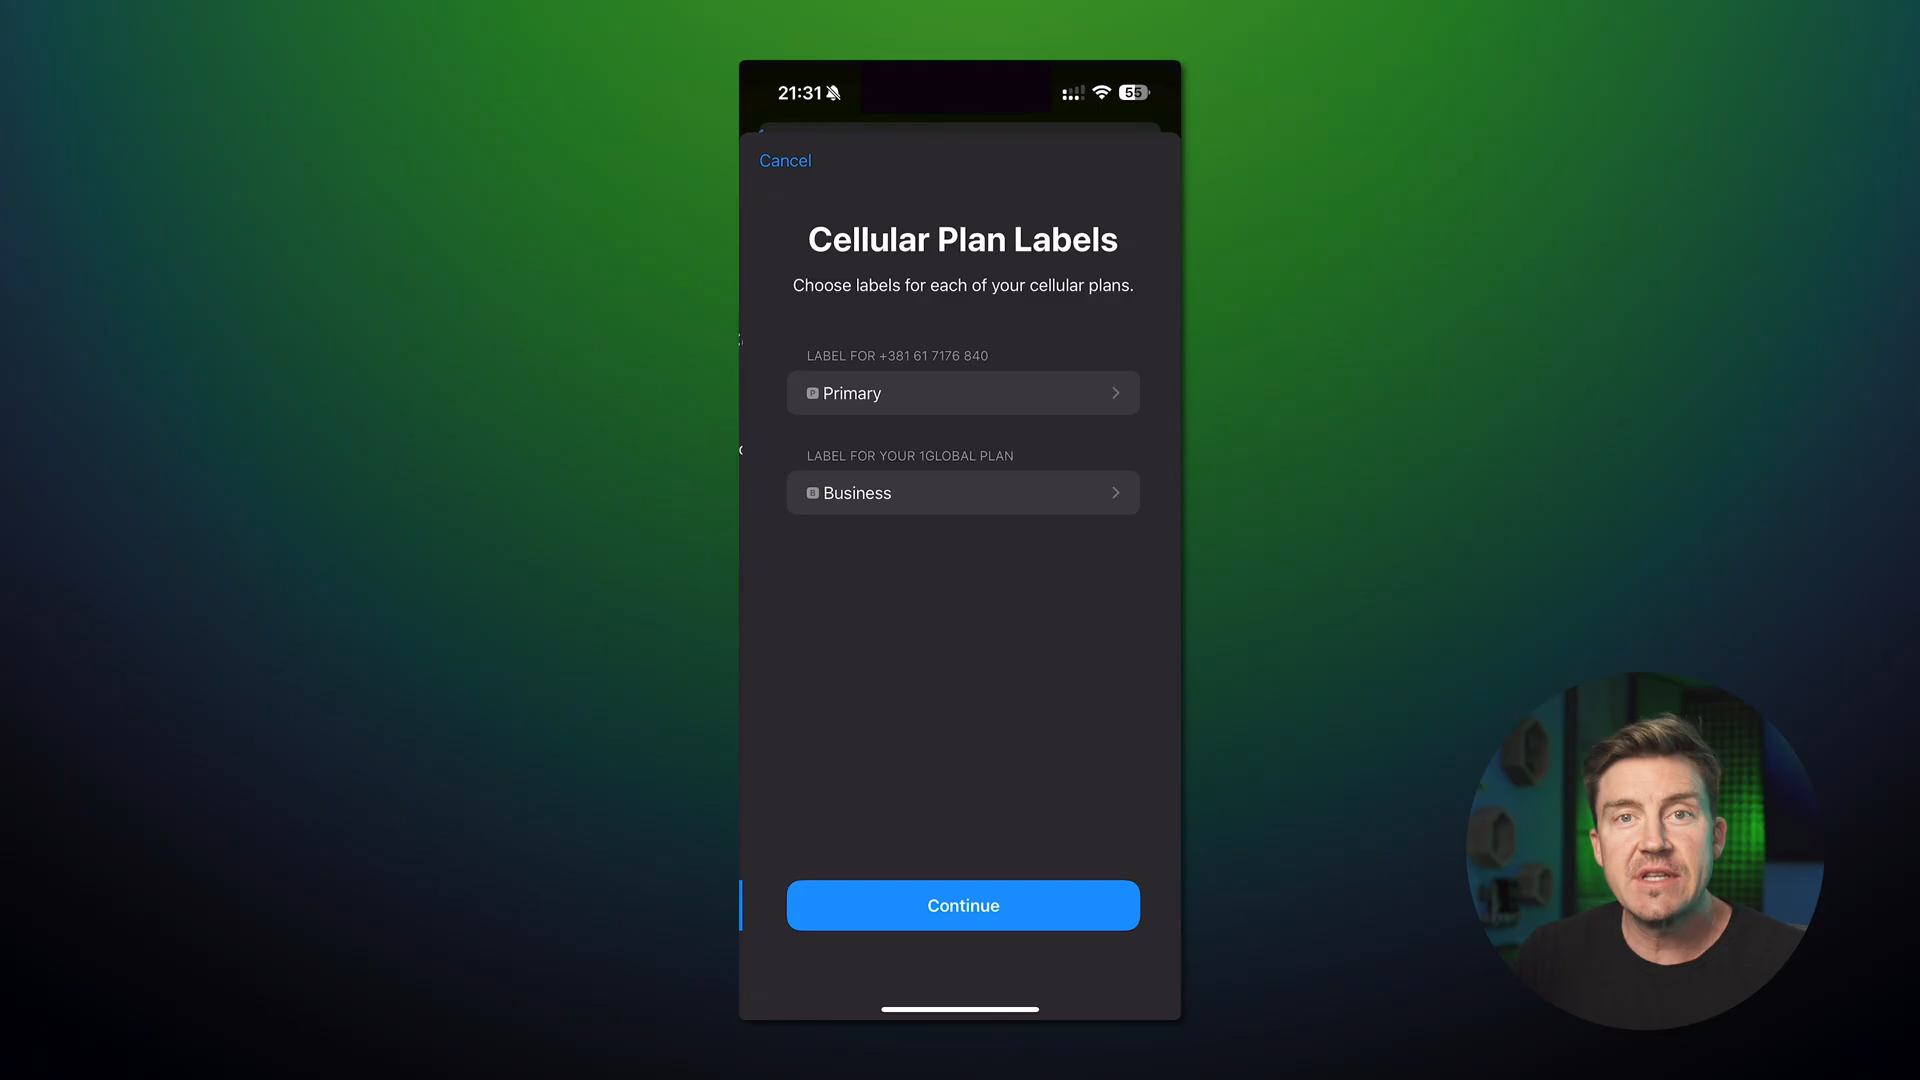 21:31
55
Cancel
Cellular Plan Labels
Choose labels for each of your cellular plans.
LABEL FOR +381 61 7176 840
P Primary
LABEL FOR YOUR 1GLOBAL PLAN
B Business
Continue